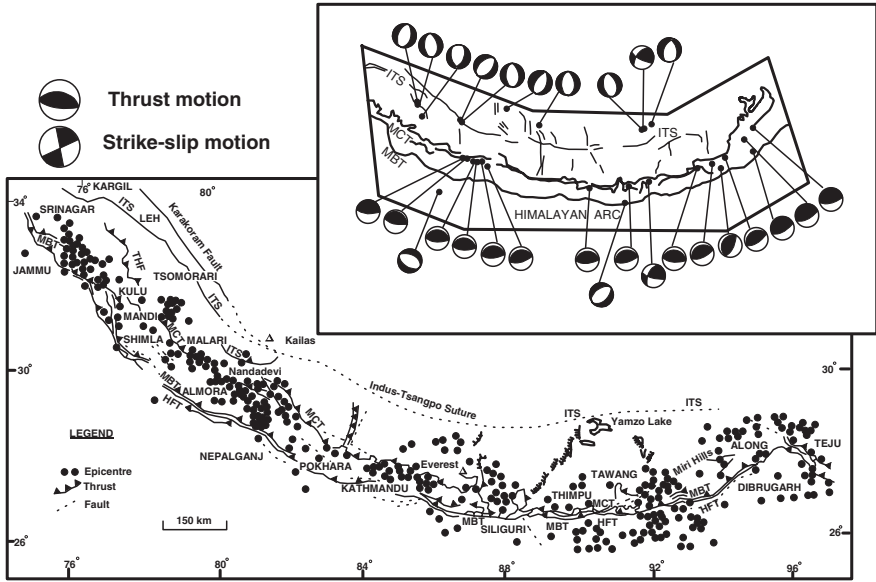 Thrust motion
Strike-slip motion
ITS
MCT
MBT
ITS
HIMALAYAN ARC
76°
80°
34°
KARGIL
SRINAGAR
ITS
LEH
Karakoram Fault
MBT
THF
JAMMU
TSOMORARI
KULU
ITS
MANDI
MCT
SHIMLA
MALARI
ITS
Kailas
30°
30°
Nandadevi
MBT
ALMORA
HFT
MCT
Indus-Tsangpo Suture
ITS
ITS
Yamzo Lake
LEGEND
NEPALGANJ
POKHARA
Everest
Miri Hills
ALONG
TEJU
Epicentre
Thrust
Fault
KATHMANDU
TAWANG
THIMPU
MCT
MBT
DIBRUGARH
HFT
150 km
MBT
SILIGURI
MBT
HFT
26°
26°
76°
80°
84°
88°
92°
96°